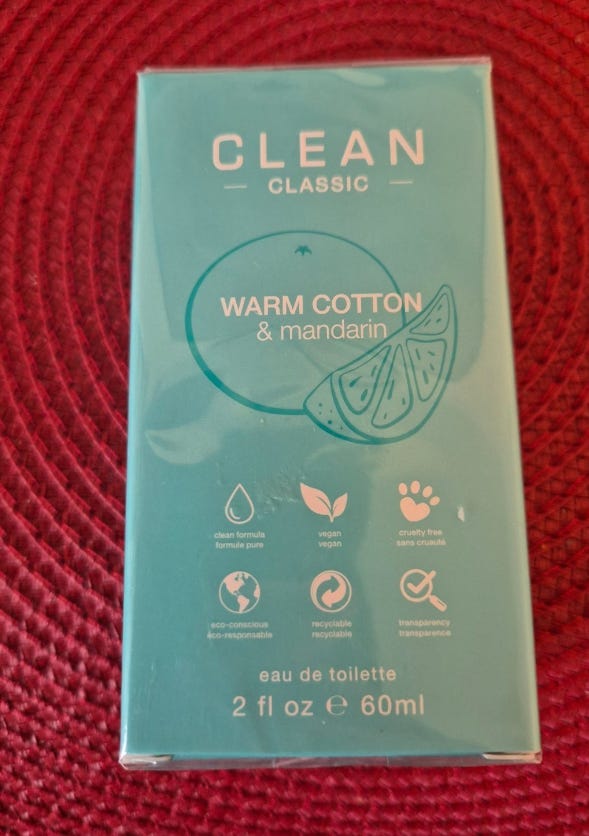 CLEAN
— CLASSIC —
WARM COTTON
& mandarin
clean formula
formule pure
vegan
vegan
cruelty free
sans cruauté
eco-conscious
éco-responsable
recyclable
recyclable
transparency
transparence
eau de toilette
2 fl oz ℮ 60ml